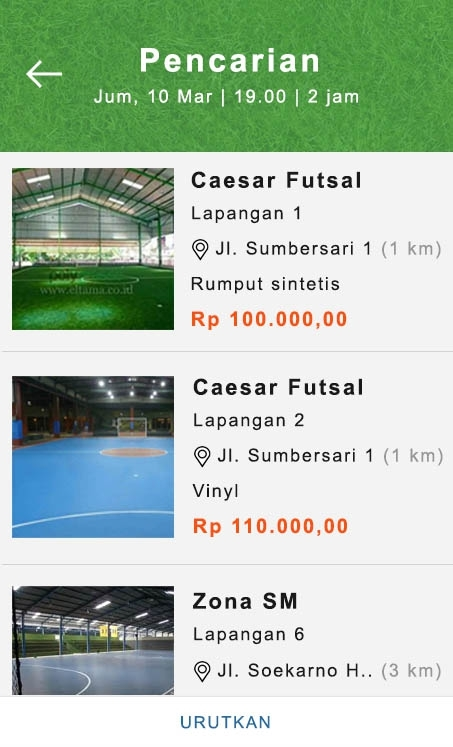 Pencarian
Jum, 10 Mar | 19.00 | 2 jam
Caesar Futsal
Lapangan 1
Jl. Sumbersari 1 (1 km)
www.eltama.co.id
Rumput sintetis
Rp 100.000,00
Caesar Futsal
Lapangan 2
Jl. Sumbersari 1 (1 km)
Vinyl
Rp 110.000,00
Zona SM
Lapangan 6
Jl. Soekarno H.. (3 km)
URUTKAN